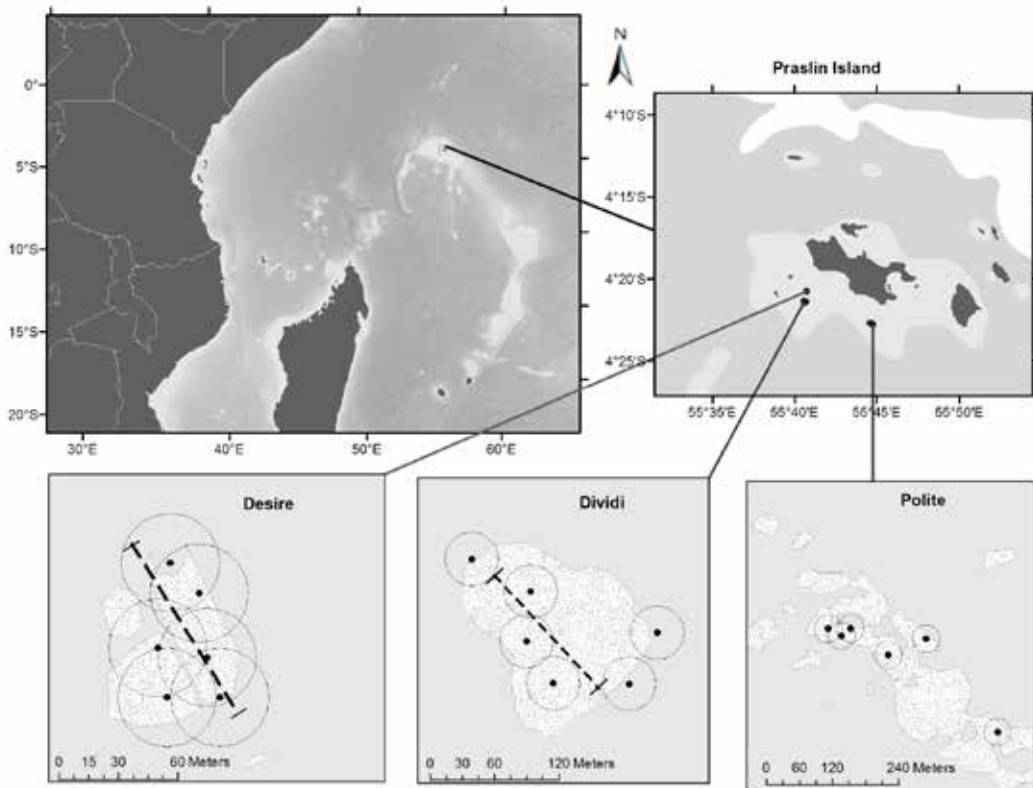 N
Praslin Island
0°
5°S
10°S
15°S
20°S
30°E 40°E 50°E 60°E
4°10'S
4°15'S
4°20'S
4°25'S
55°35'E 55°40'E 55°45'E 55°50'E
Desire
0 15 30 60 Meters
Dividi
0 30 60 120 Meters
Polite
0 60 120 240 Meters